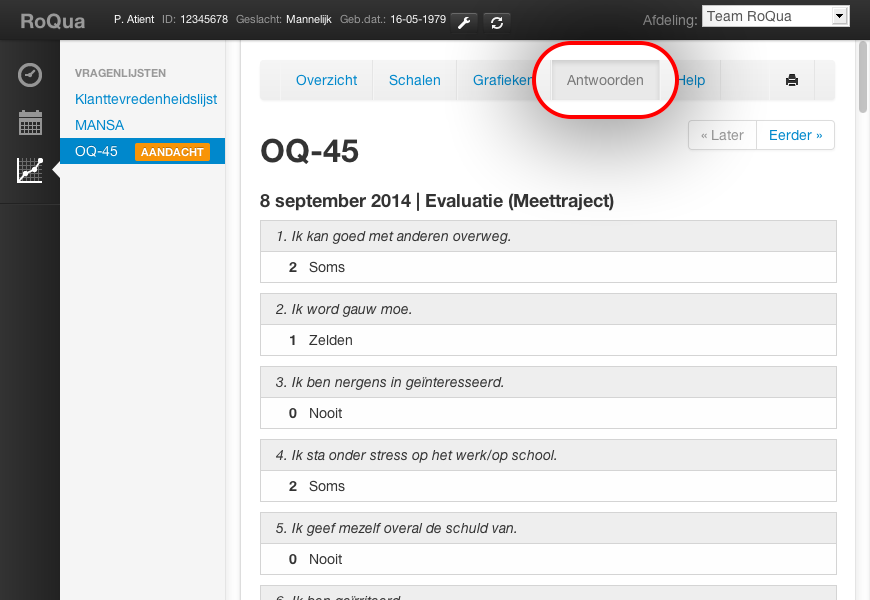 RoQua P. Atient ID: 12345678 Geslacht: Mannelijk Geb.dat.: 16-05-1979 Afdeling: Team RoQua
VRAGENLIJSTEN
Klanttevredenheidslijst
MANSA
OQ-45 AANDACHT
Overzicht Schalen Grafieken Antwoorden Help
« Later Eerder »
OQ-45
8 september 2014 | Evaluatie (Meettraject)
1. Ik kan goed met anderen overweg.
2 Soms
2. Ik word gauw moe.
1 Zelden
3. Ik ben nergens in geïnteresseerd.
0 Nooit
4. Ik sta onder stress op het werk/op school.
2 Soms
5. Ik geef mezelf overal de schuld van.
0 Nooit
6. Ik ben geïrriteerd.